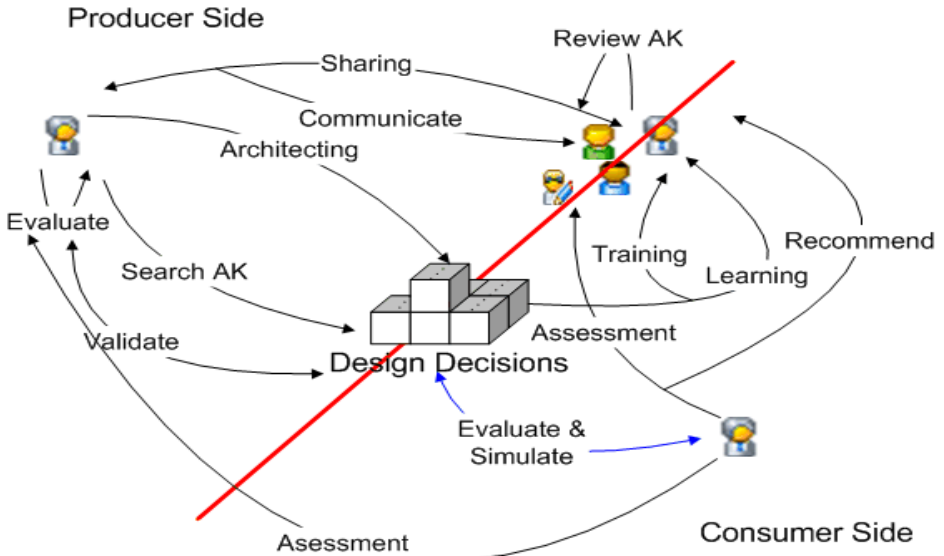 Producer Side
Review AK
Sharing
Communicate
Architecting
Evaluate
Search AK
Training
Recommend
Learning
Validate
Assessment
Design Decisions
Evaluate &
Simulate
Asessment
Consumer Side